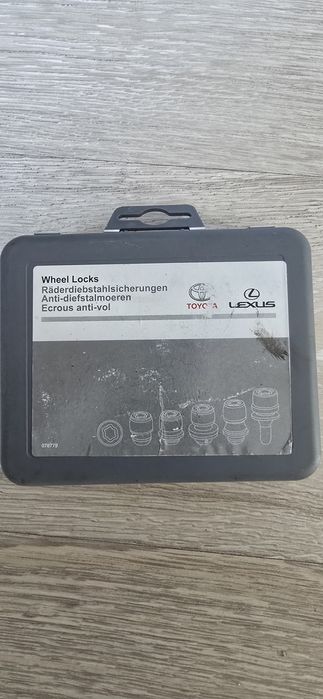 Wheel Locks
Räderdiebstahlsicherungen
Anti-diefstalmoeren
Ecrous anti-vol
TOYOTA
LEXUS